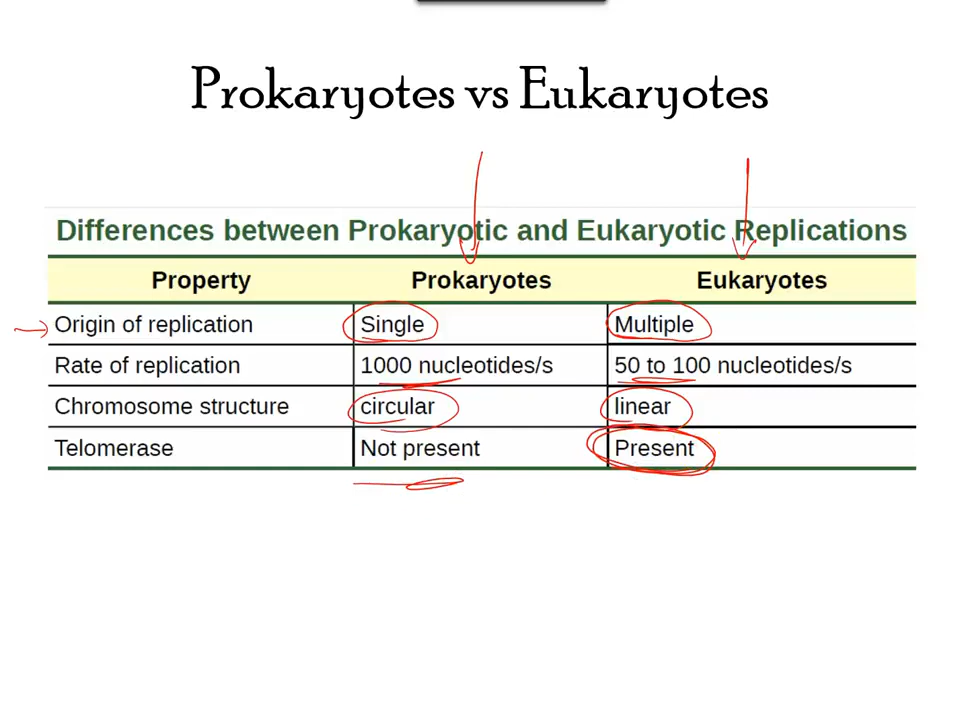 Prokaryotes vs Eukaryotes
Differences between Prokaryotic and Eukaryotic Replications
Property Prokaryotes Eukaryotes
Origin of replication Single Multiple
Rate of replication 1000 nucleotides/s 50 to 100 nucleotides/s
Chromosome structure circular linear
Telomerase Not present Present